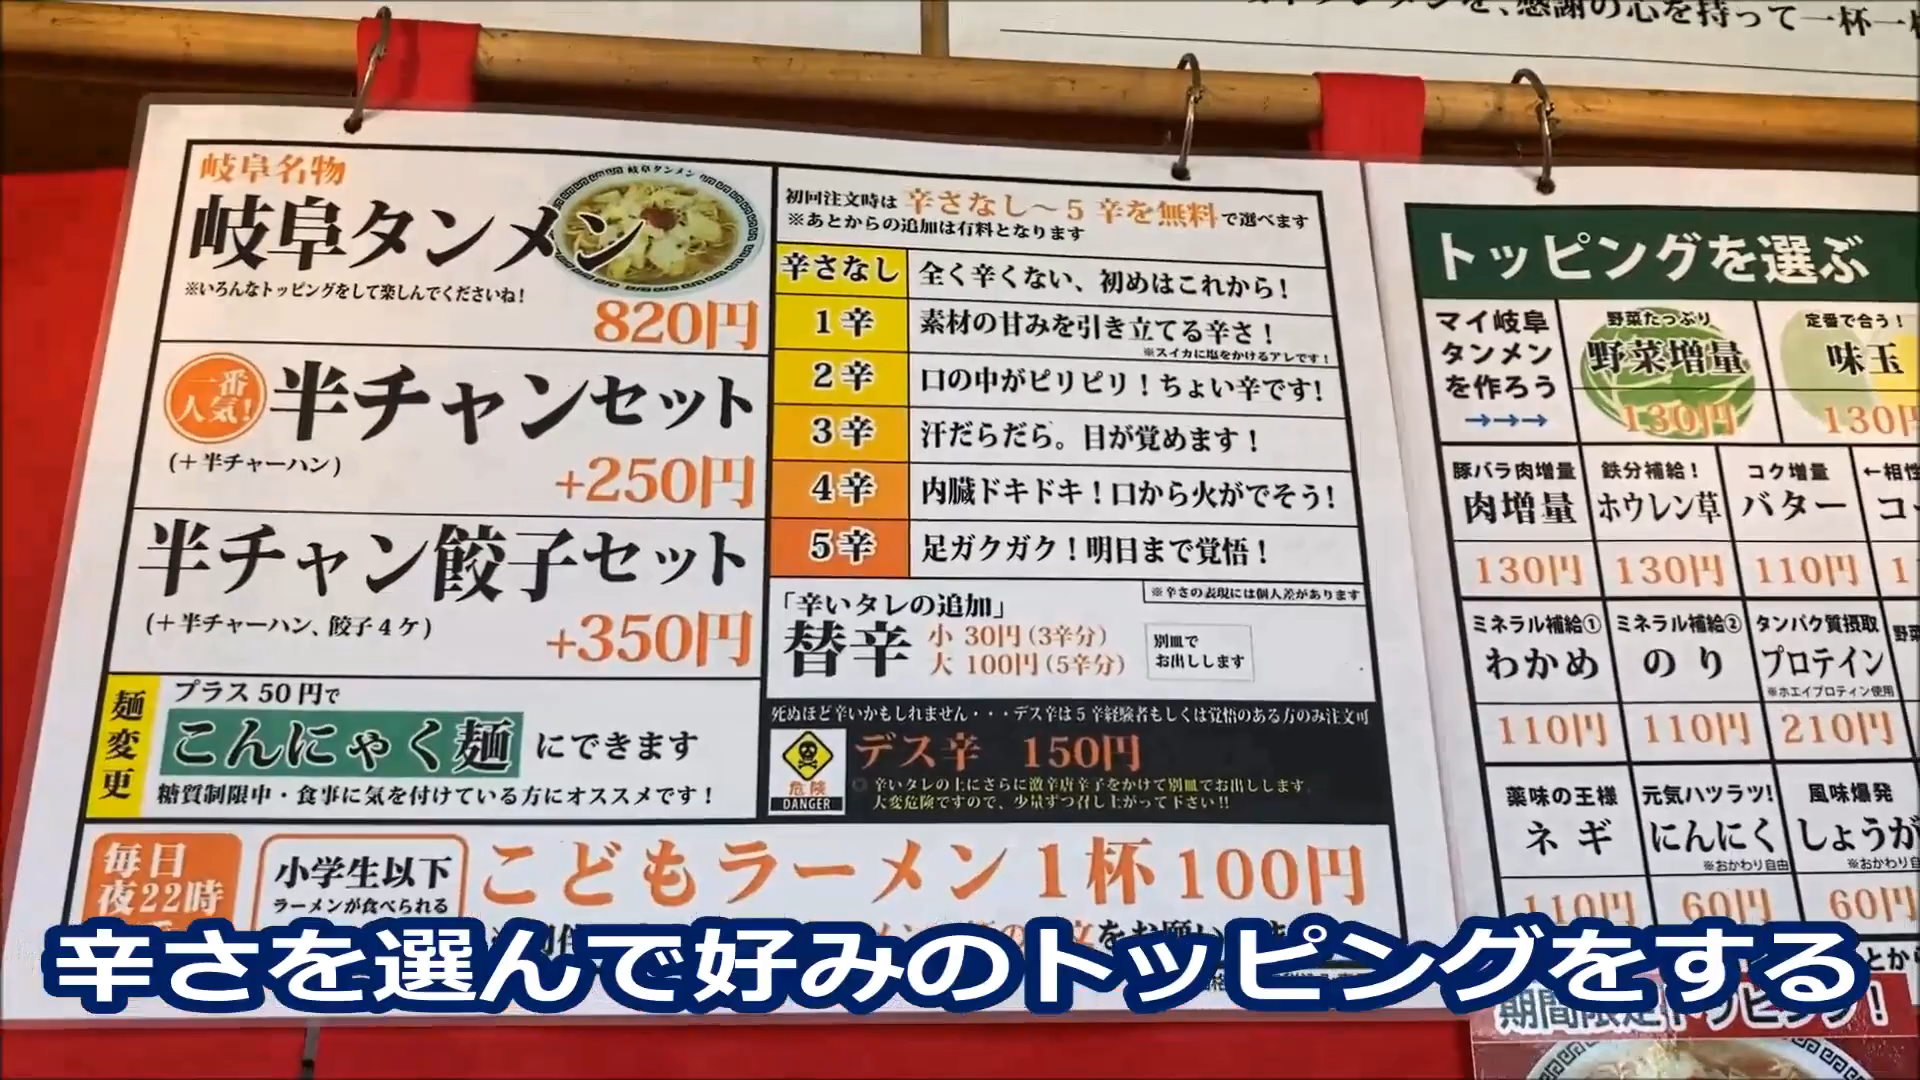 を、感謝の心を持って一杯一
岐阜名物
岐阜タンメン
岐阜タンメン
※いろんなトッピングをして楽しんでくださいね!
820円
一番
人気!
半チャンセット
(+半チャーハン)
+250円
半チャン餃子セット
(+半チャーハン、餃子4ケ)
+350円
麺変更
プラス50円で
こんにゃく麺 にできます
糖質制限中・食事に気を付けている方にオススメです!
初回注文時は 辛さなし～5辛を無料で選べます
※あとからの追加は有料となります
辛さなし 全く辛くない、初めはこれから!
1辛 素材の甘みを引き立てる辛さ!
※スイカに塩をかけるアレです!
2辛 口の中がピリピリ!ちょい辛です!
3辛 汗だらだら。目が覚めます!
4辛 内臓ドキドキ!口から火がでそう!
5辛 足ガクガク!明日まで覚悟!
※辛さの表現には個人差があります
「辛いタレの追加」
替辛 小 30円(3辛分)
大 100円(5辛分)
別皿で
お出しします
死ぬほど辛いかもしれません・・・デス辛は5辛経験者もしくは覚悟のある方のみ注文可
危険
DANGER
デス辛 150円
辛いタレの上にさらに激辛唐辛子をかけて別皿でお出しします。
大変危険ですので、少量ずつ召し上がって下さい!!
毎日
夜22時
小学生以下
ラーメンが食べられる
こどもラーメン1杯100円
トッピングを選ぶ
マイ岐阜
タンメン
を作ろう
→→→
野菜たっぷり
野菜増量
130円
定番で合う!
味玉
130円
豚バラ肉増量
肉増量
130円
鉄分補給!
ホウレン草
130円
コク増量
バター
110円
←相性
コ
1
ミネラル補給①
わかめ
110円
ミネラル補給②
のり
110円
タンパク質摂取
プロテイン
※ホエイプロティン使用
210円
野菜
薬味の王様
ネギ
110円
元気ハツラツ!
にんにく
※おかわり自由
60円
風味爆発
しょうが
※おかわり自
60円
とから
期間限定トッピング!
辛さを選んで好みのトッピングをする